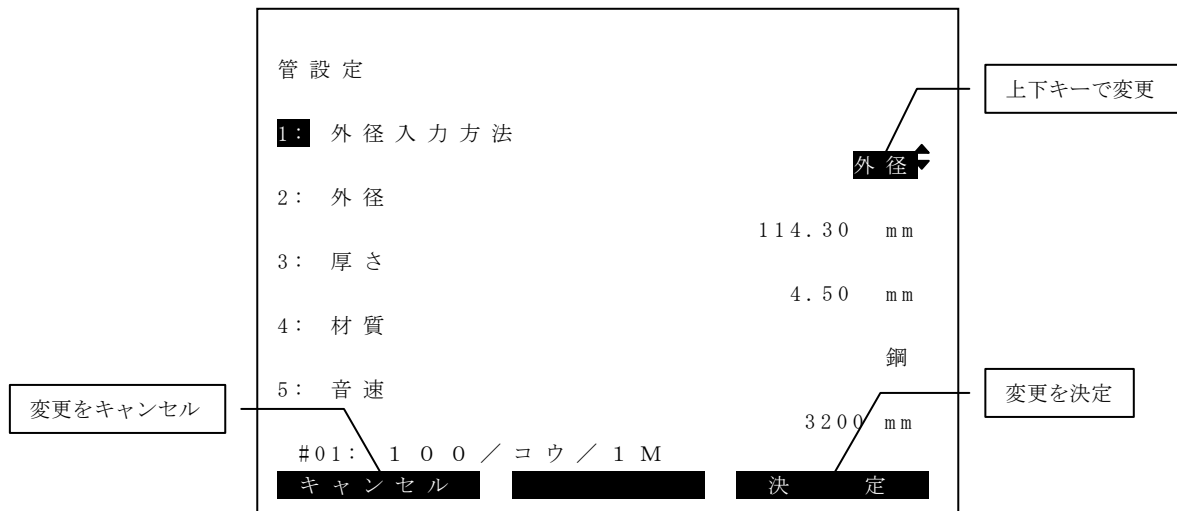 管設定
上下キーで変更
1: 外径入力方法
外径
2: 外径
114.30 mm
3: 厚さ
4.50 mm
4: 材質
鋼
5: 音速
変更をキャンセル
変更を決定
3200 mm
#01: 100/コウ/1M
キャンセル 決 定